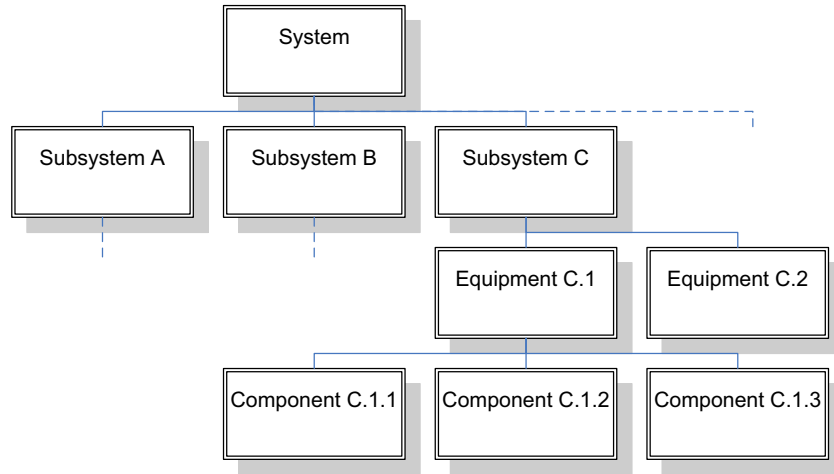 System
Subsystem A
Subsystem B
Subsystem C
Equipment C.1
Equipment C.2
Component C.1.1
Component C.1.2
Component C.1.3